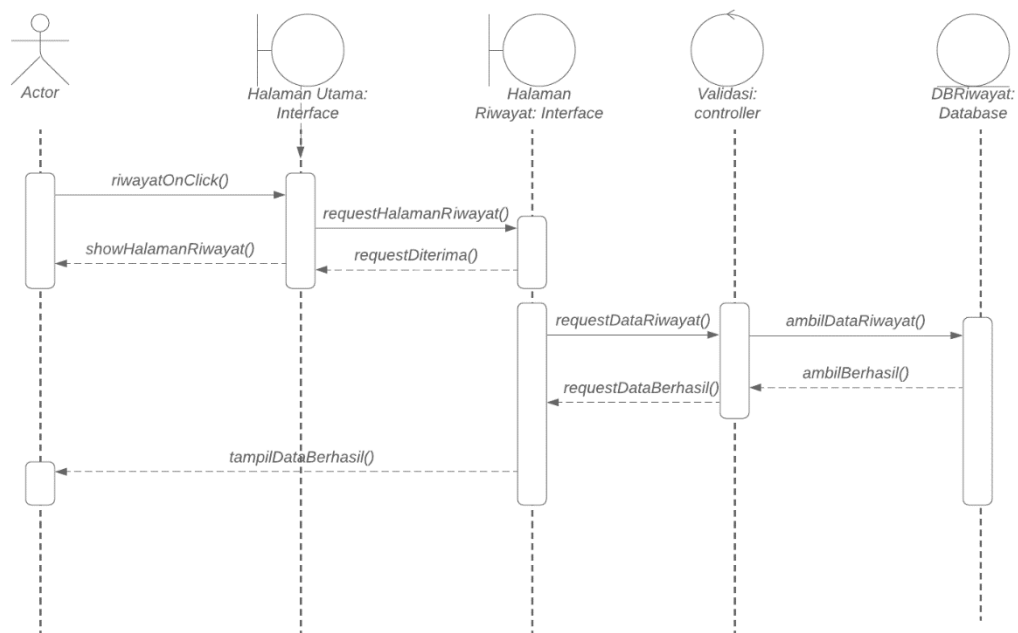 Actor
Halaman Utama:
Interface
Halaman
Riwayat: Interface
Validasi:
controller
DBRiwayat:
Database
riwayatOnClick()
requestHalamanRiwayat()
showHalamanRiwayat()
requestDiterima()
requestDataRiwayat()
ambilDataRiwayat()
ambilBerhasil()
requestDataBerhasil()
tampilDataBerhasil()